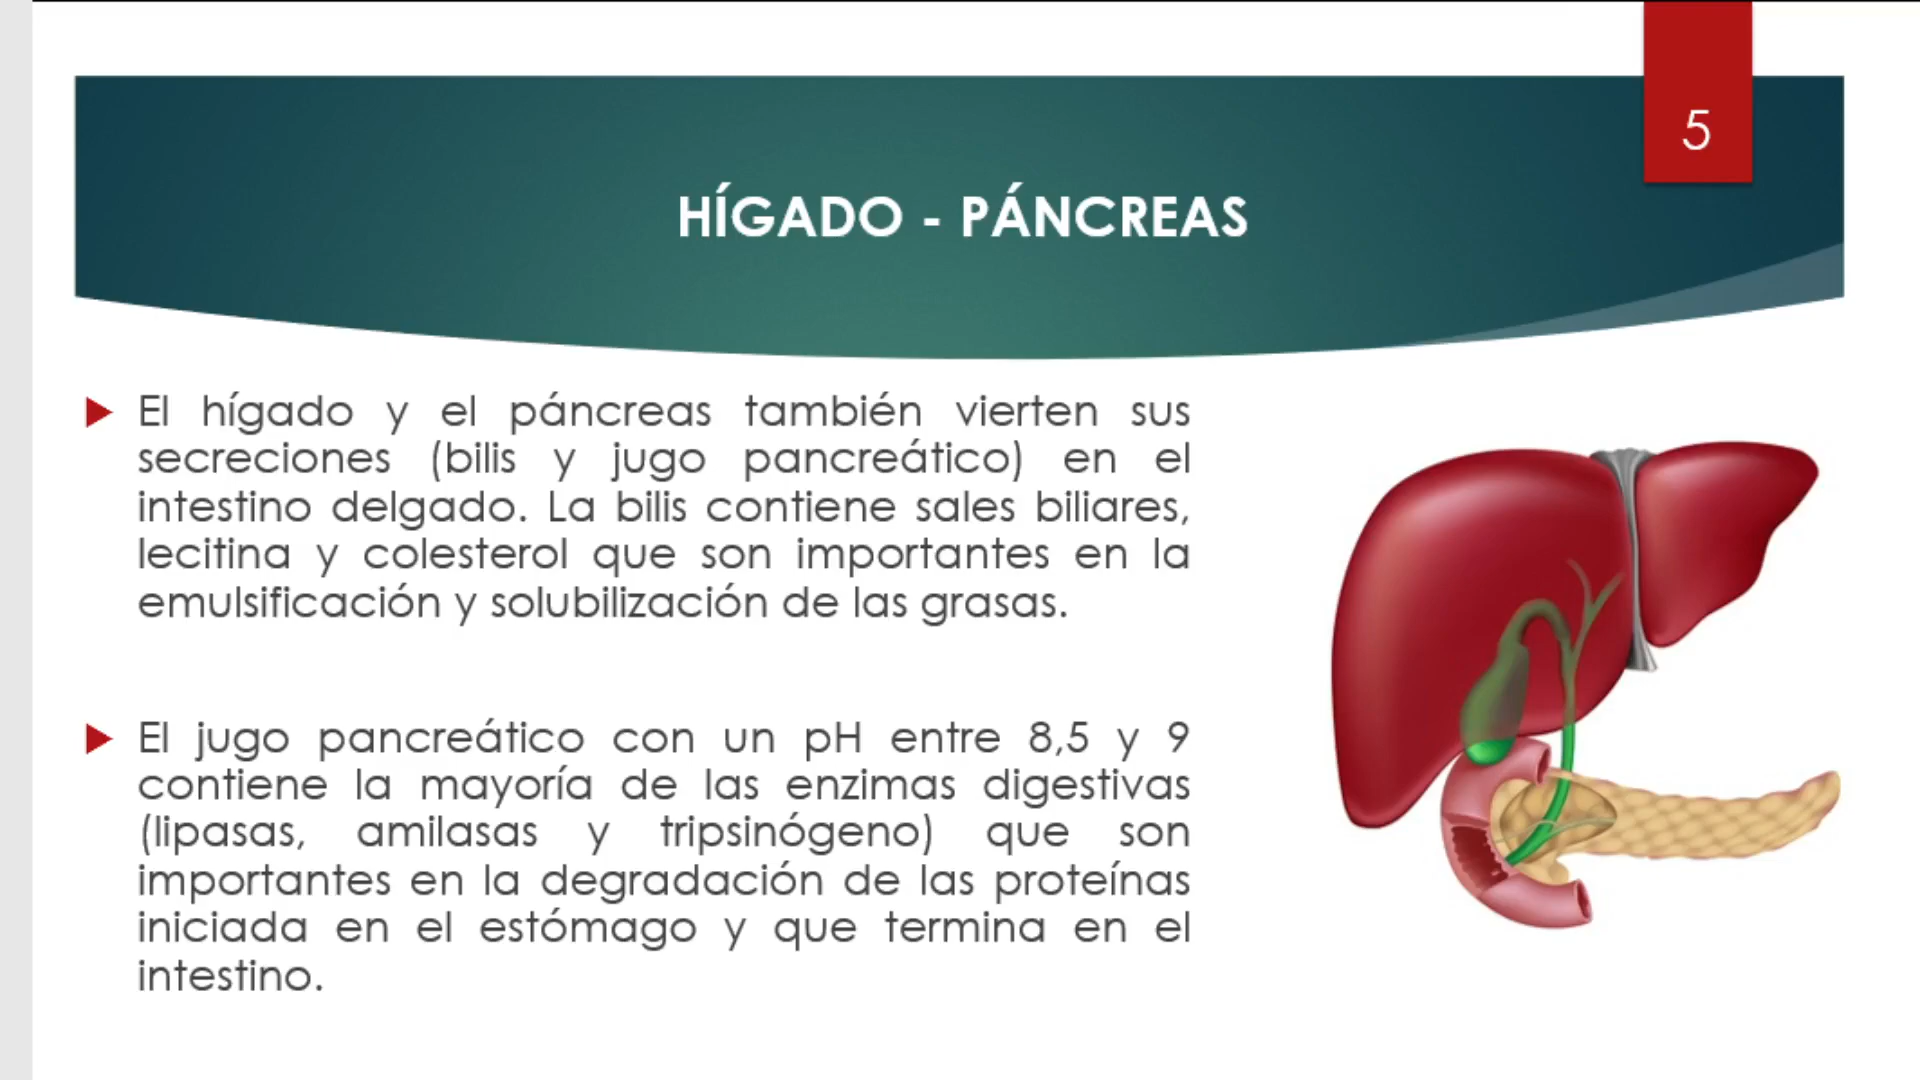 5
HÍGADO - PÁNCREAS
El hígado y el páncreas también vierten sus
secreciones (bilis y jugo pancreático) en el
intestino delgado. La bilis contiene sales biliares,
lecitina y colesterol que son importantes en la
emulsificación y solubilización de las grasas.
El jugo pancreático con un pH entre 8,5 y 9
contiene la mayoría de las enzimas digestivas
(lipasas, amilasas y tripsinógeno) que son
importantes en la degradación de las proteínas
iniciada en el estómago y que termina en el
intestino.